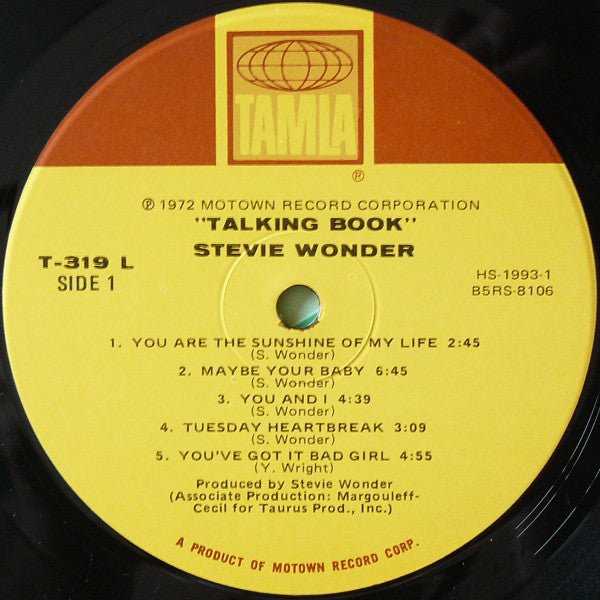 TAMLA
®
℗ 1972 MOTOWN RECORD CORPORATION
"TALKING BOOK"
STEVIE WONDER
T-319 L
SIDE 1
HS-1993-1
B5RS-8106
1. YOU ARE THE SUNSHINE OF MY LIFE 2:45
(S. Wonder)
2. MAYBE YOUR BABY 6:45
(S. Wonder)
3. YOU AND I 4:39
(S. Wonder)
4. TUESDAY HEARTBREAK 3:09
(S. Wonder)
5. YOU'VE GOT IT BAD GIRL 4:55
(Y. Wright)
Produced by Stevie Wonder
(Associate Production: Margouleff-
Cecil for Taurus Prod., Inc.)
A PRODUCT OF MOTOWN RECORD CORP.